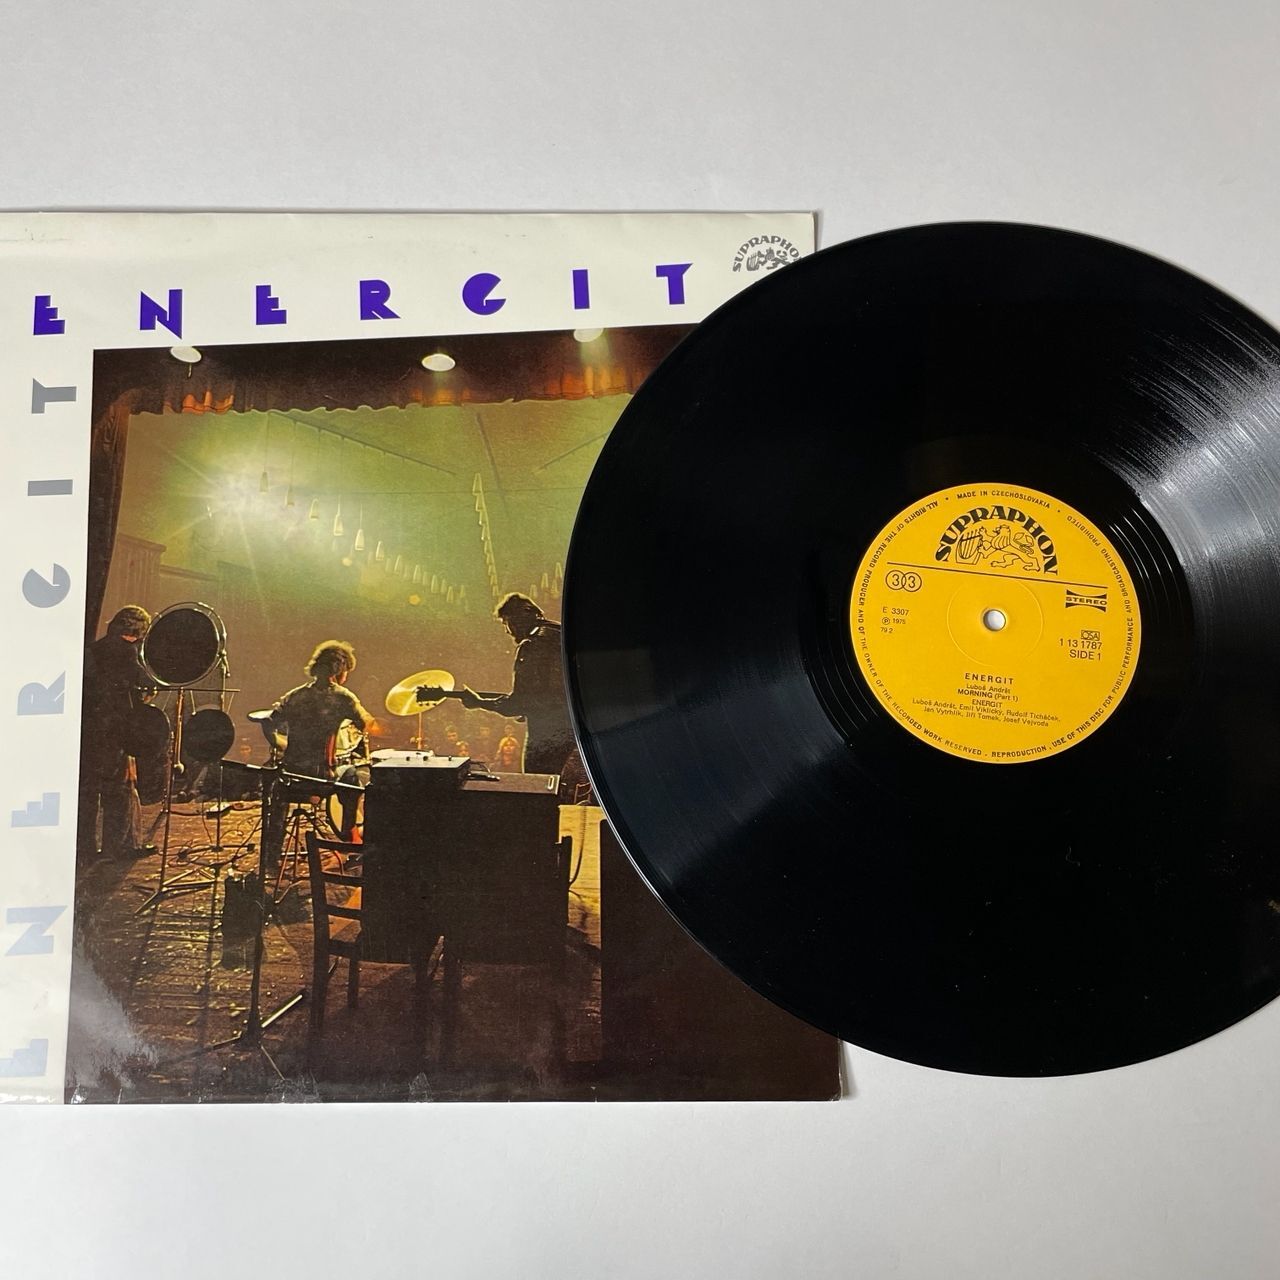 ENERGIT
SUPRAPHON
ENERGIT
ALL RIGHTS OF THE RECORD PRODUCER AND OF THE OWNER OF THE RECORDED WORK RESERVED . REPRODUCTION . USE OF THIS DISC FOR PUBLIC PERFORMANCE AND BROADCASTING PROHIBITED
• MADE IN CZECHOSLOVAKIA •
SUPRAPHON
33
STEREO
E 3307
℗ 1975
79 2
OSA
1 13 1787
SIDE 1
ENERGIT
Luboš Andršt
MORNING (Part 1)
ENERGIT
Luboš Andršt, Emil Viklický, Rudolf Ticháček,
Jan Vytrhlík, Jiří Tomek, Josef Vejvoda